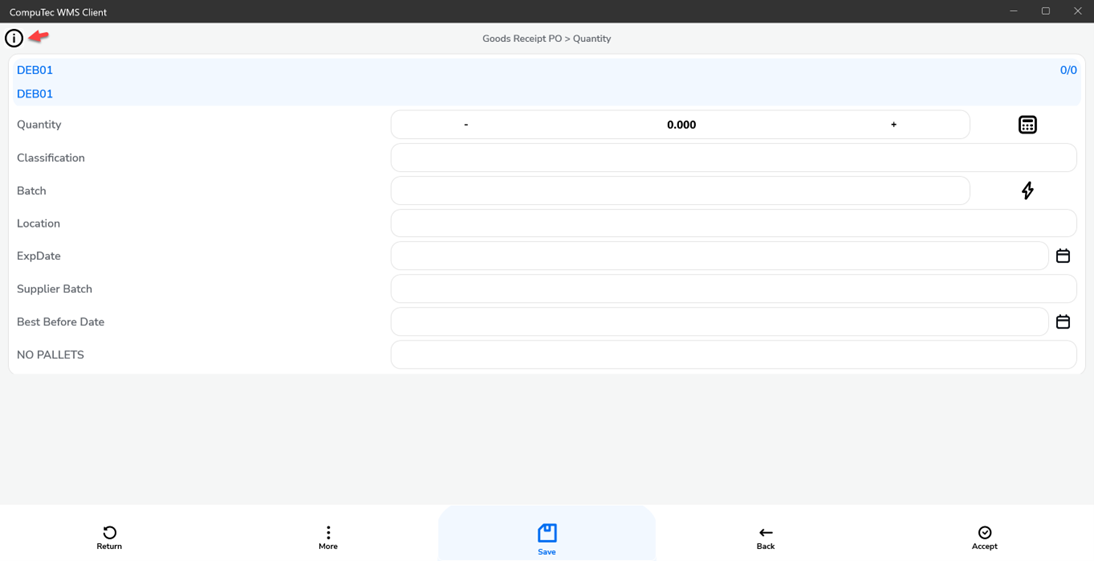 CompuTec WMS Client
Goods Receipt PO > Quantity
DEB01 0/0
DEB01
Quantity - 0.000 +
Classification
Batch
Location
ExpDate
Supplier Batch
Best Before Date
NO PALLETS
Return More Save Back Accept